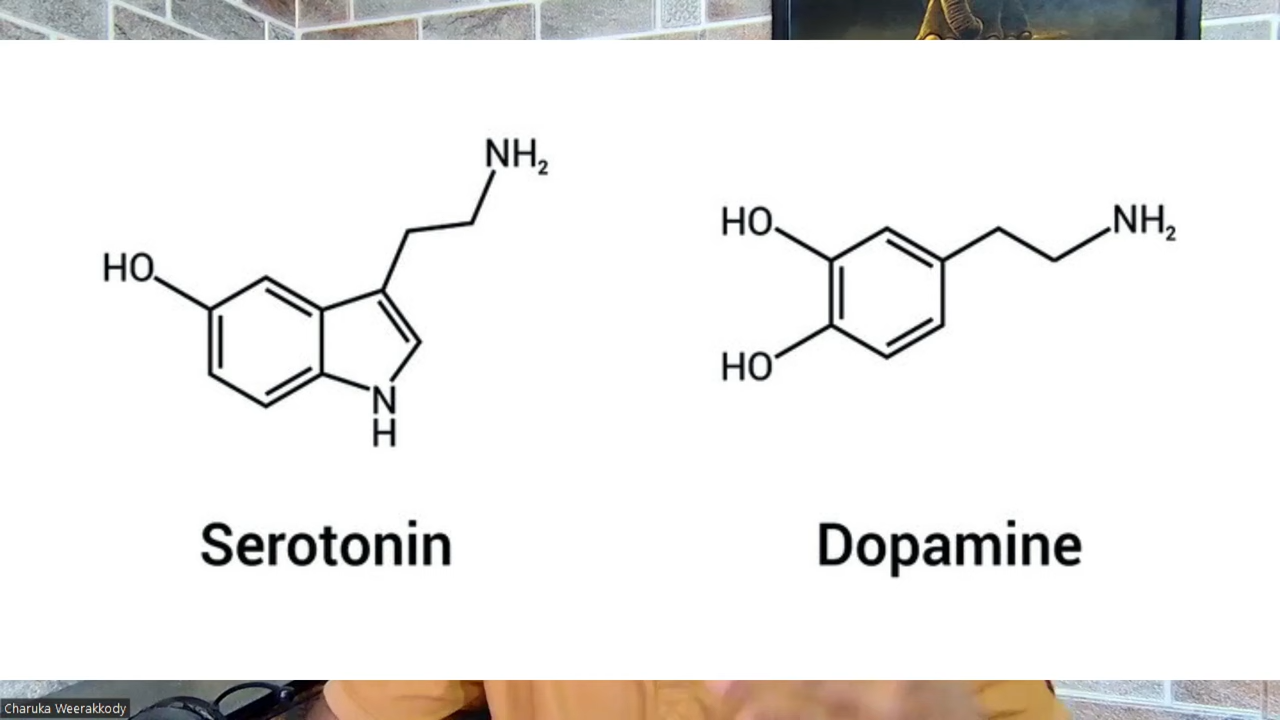 NH₂
HO
N
H
Serotonin
HO
NH₂
HO
Dopamine
Charuka Weerakkody